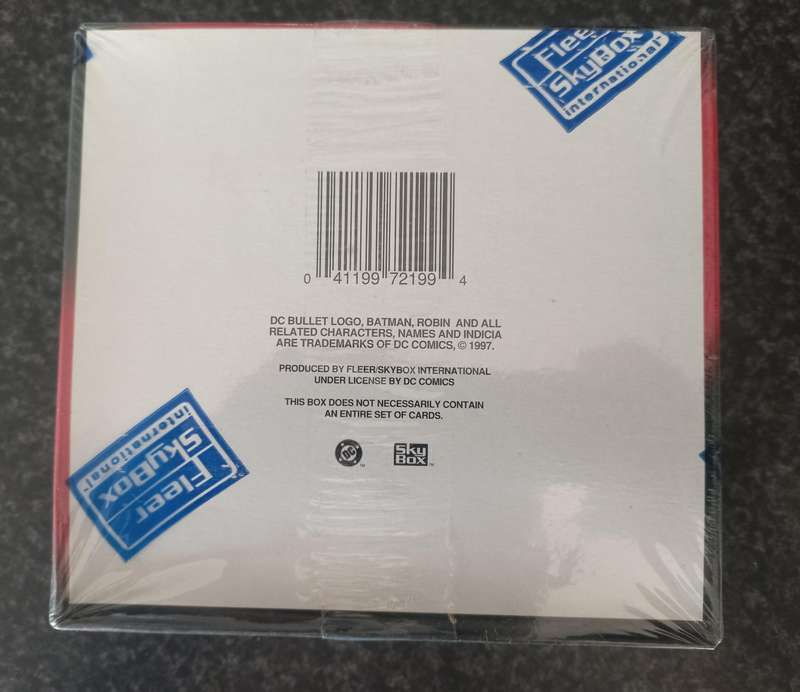 Fleer
SkyBox
international
0 41199 72199 4
DC BULLET LOGO, BATMAN, ROBIN AND ALL
RELATED CHARACTERS, NAMES AND INDICIA
ARE TRADEMARKS OF DC COMICS, © 1997.
PRODUCED BY FLEER/SKYBOX INTERNATIONAL
UNDER LICENSE BY DC COMICS
THIS BOX DOES NOT NECESSARILY CONTAIN
AN ENTIRE SET OF CARDS.
DC ™
SkyBox ™
Fleer
SkyBox
international